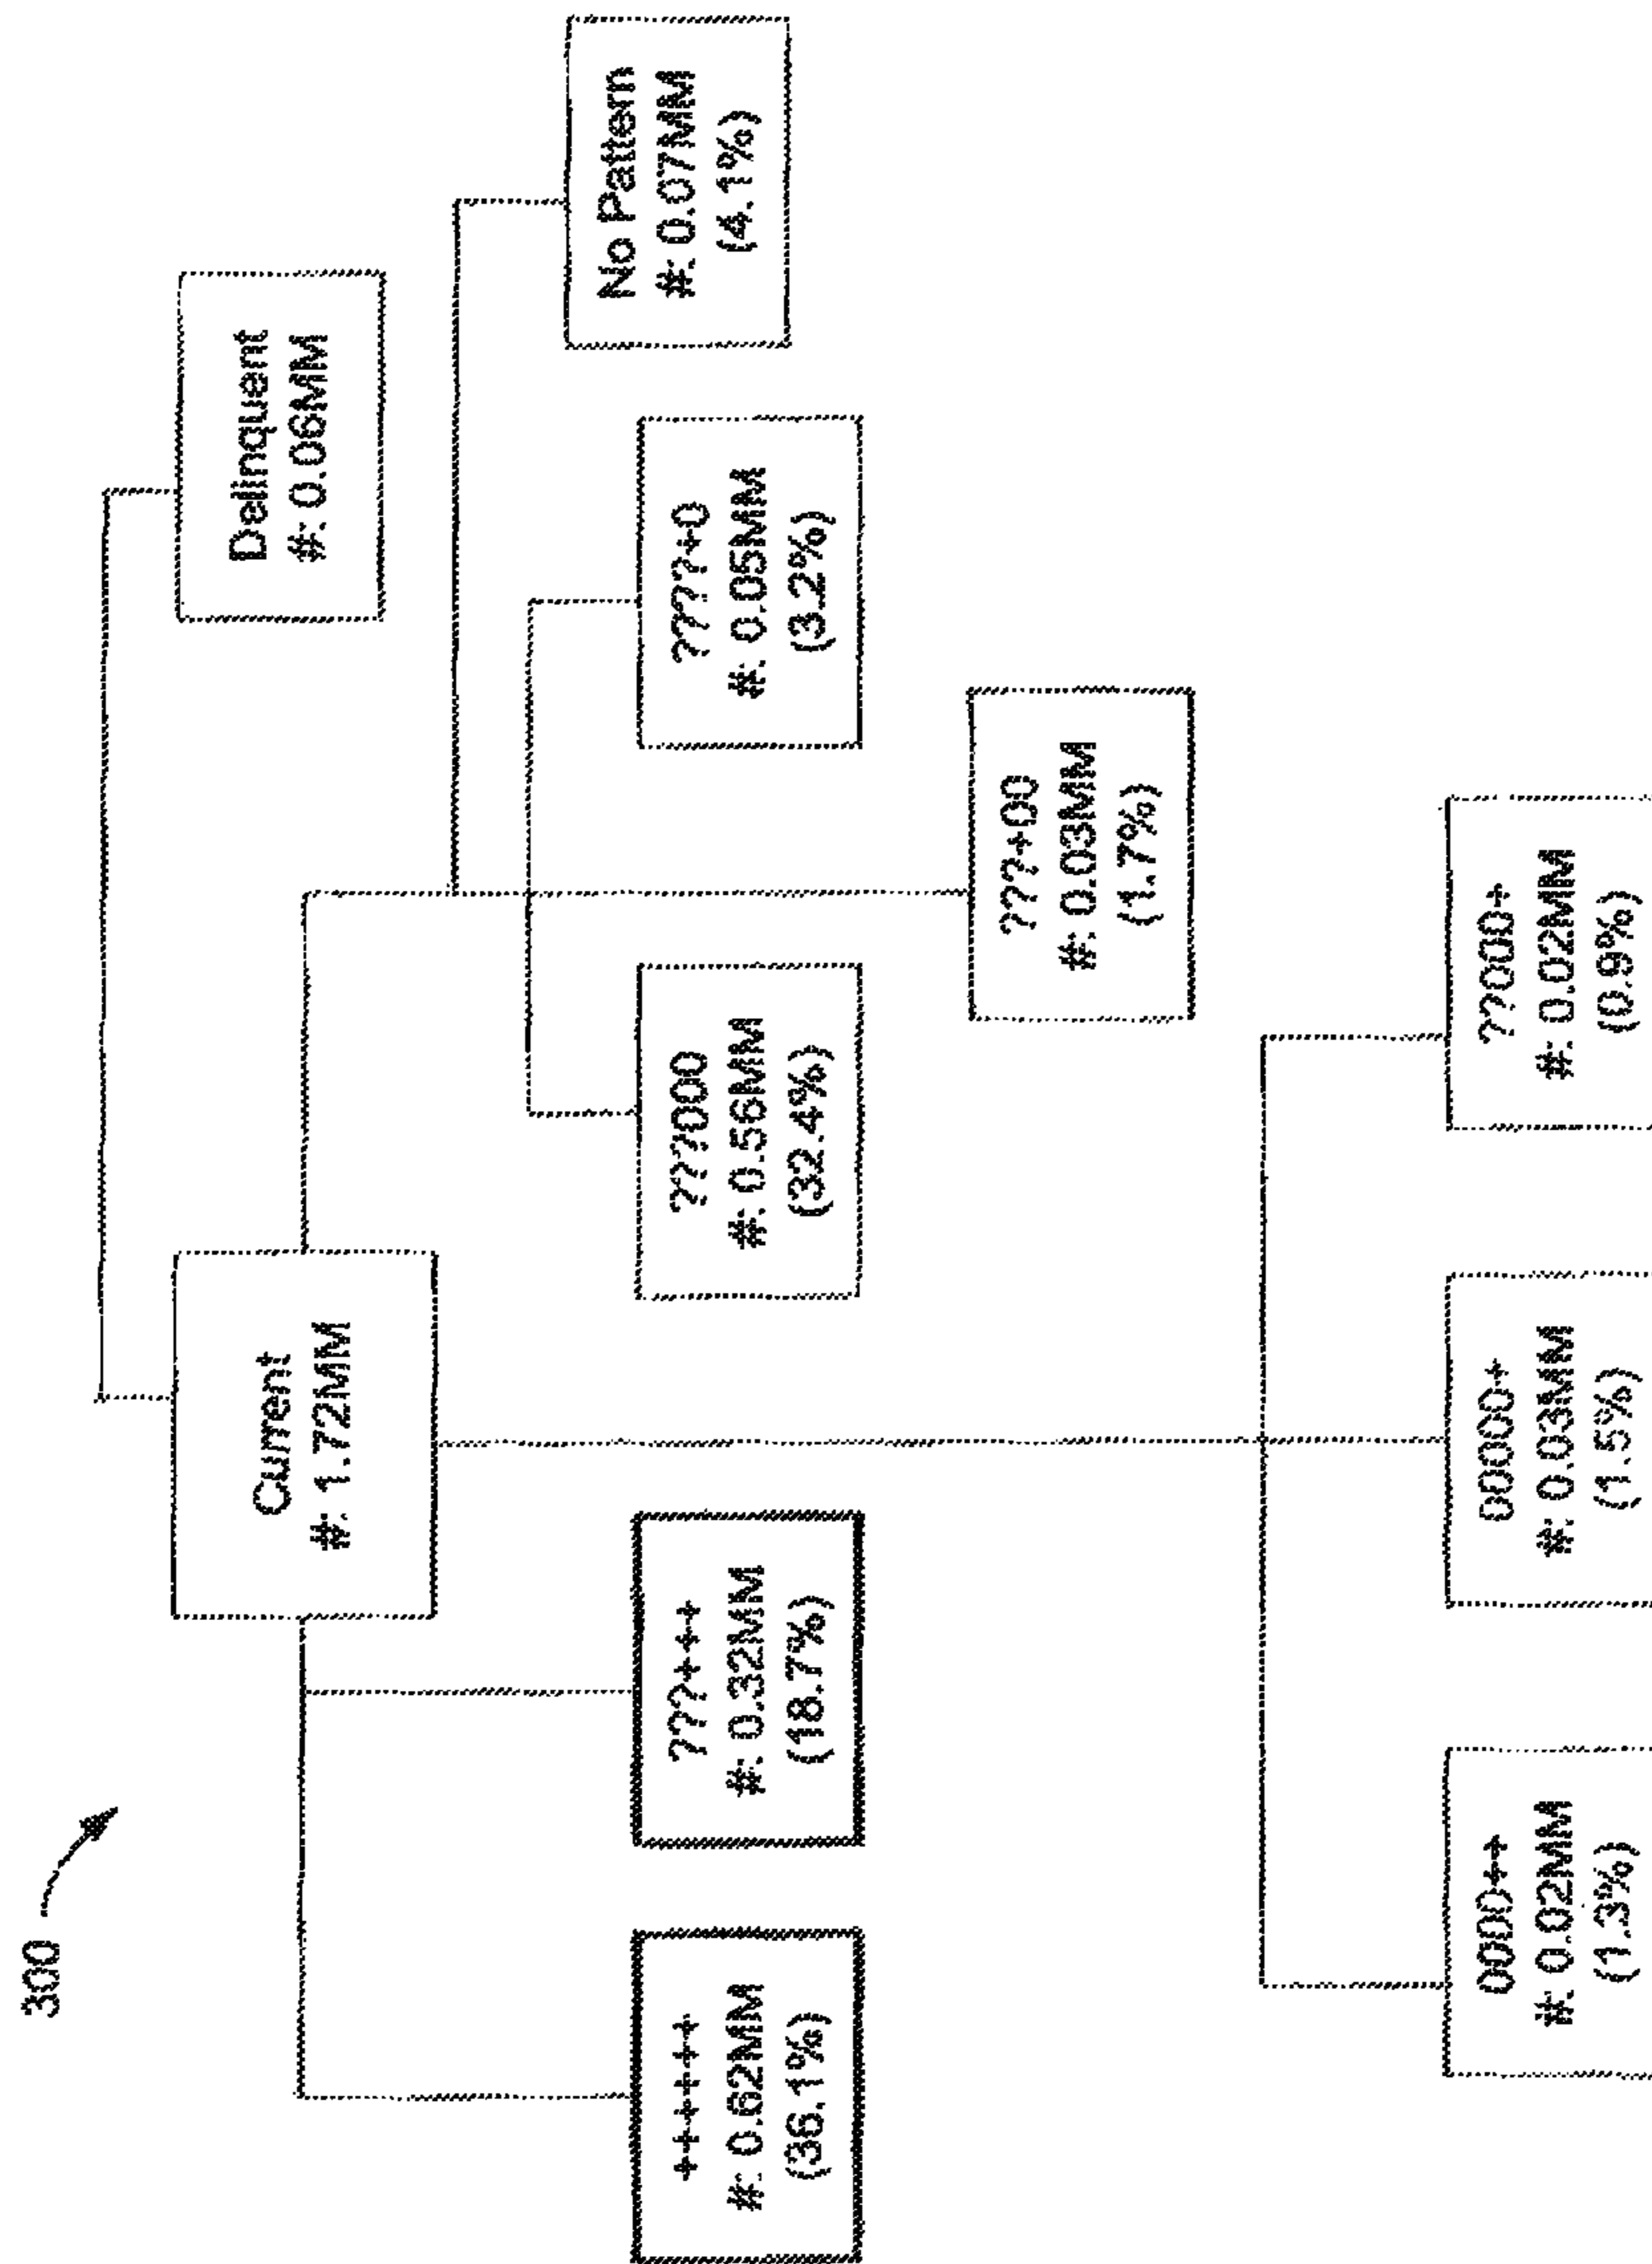 300
Current
#: 1.72MM
Delinquent
#: 0.06MM
++++++
#: 0.62MM
(36.1%)
???+++
#: 0.32MM
(18.7%)
???000
#: 0.56MM
(32.4%)
????+0
#: 0.05MM
(3.2%)
No Pattern
#: 0.07MM
(4.1%)
???+00
#: 0.03MM
(1.7%)
0000++
#: 0.02MM
(1.3%)
00000+
#: 0.03MM
(1.5%)
??000+
#: 0.02MM
(0.9%)